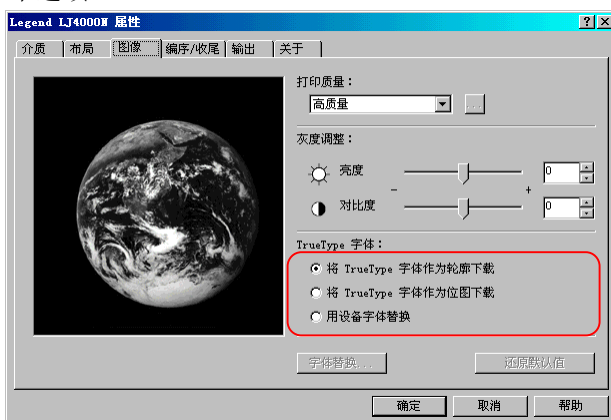 Legend LJ4000N 属性
介质 布局 图像 编序/收尾 输出 关于
打印质量：
高质量
...
灰度调整：
亮度 0
- +
对比度 0
TrueType 字体：
将 TrueType 字体作为轮廓下载
将 TrueType 字体作为位图下载
用设备字体替换
字体替换... 还原默认值
确定 取消 帮助